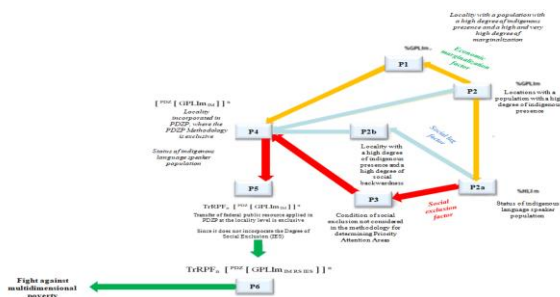 Locality with a population with
a high degree of indigenous
presence and a high and very
high degree of
marginalization
%GPLIm.
P1
Economic
marginalization
factor
%GPLIm
P2
Locations with a
population with a high
degree of indigenous
presence
Locality
incorporated in
PDZP, where the
PDZP Methodology
is exclusive
P4
P2b
Social lag
factor
Locality with
a high degree
of indigenous
presence and a
high degree of
social
backwardness
Status of indigenous
language speaker
population
P5
P3
P2a
%HLIm
Status of indigenous
language speaker
population
Social
exclusion
factor
Condition of social
exclusion not considered
in the methodology for
determining Priority
Attention Areas
Transfer of federal public resource applied in
PDZP at the locality level is exclusive
Since it does not incorporate the Degree of
Social Exclusion (IES)
P6
Fight against
multidimensional
poverty